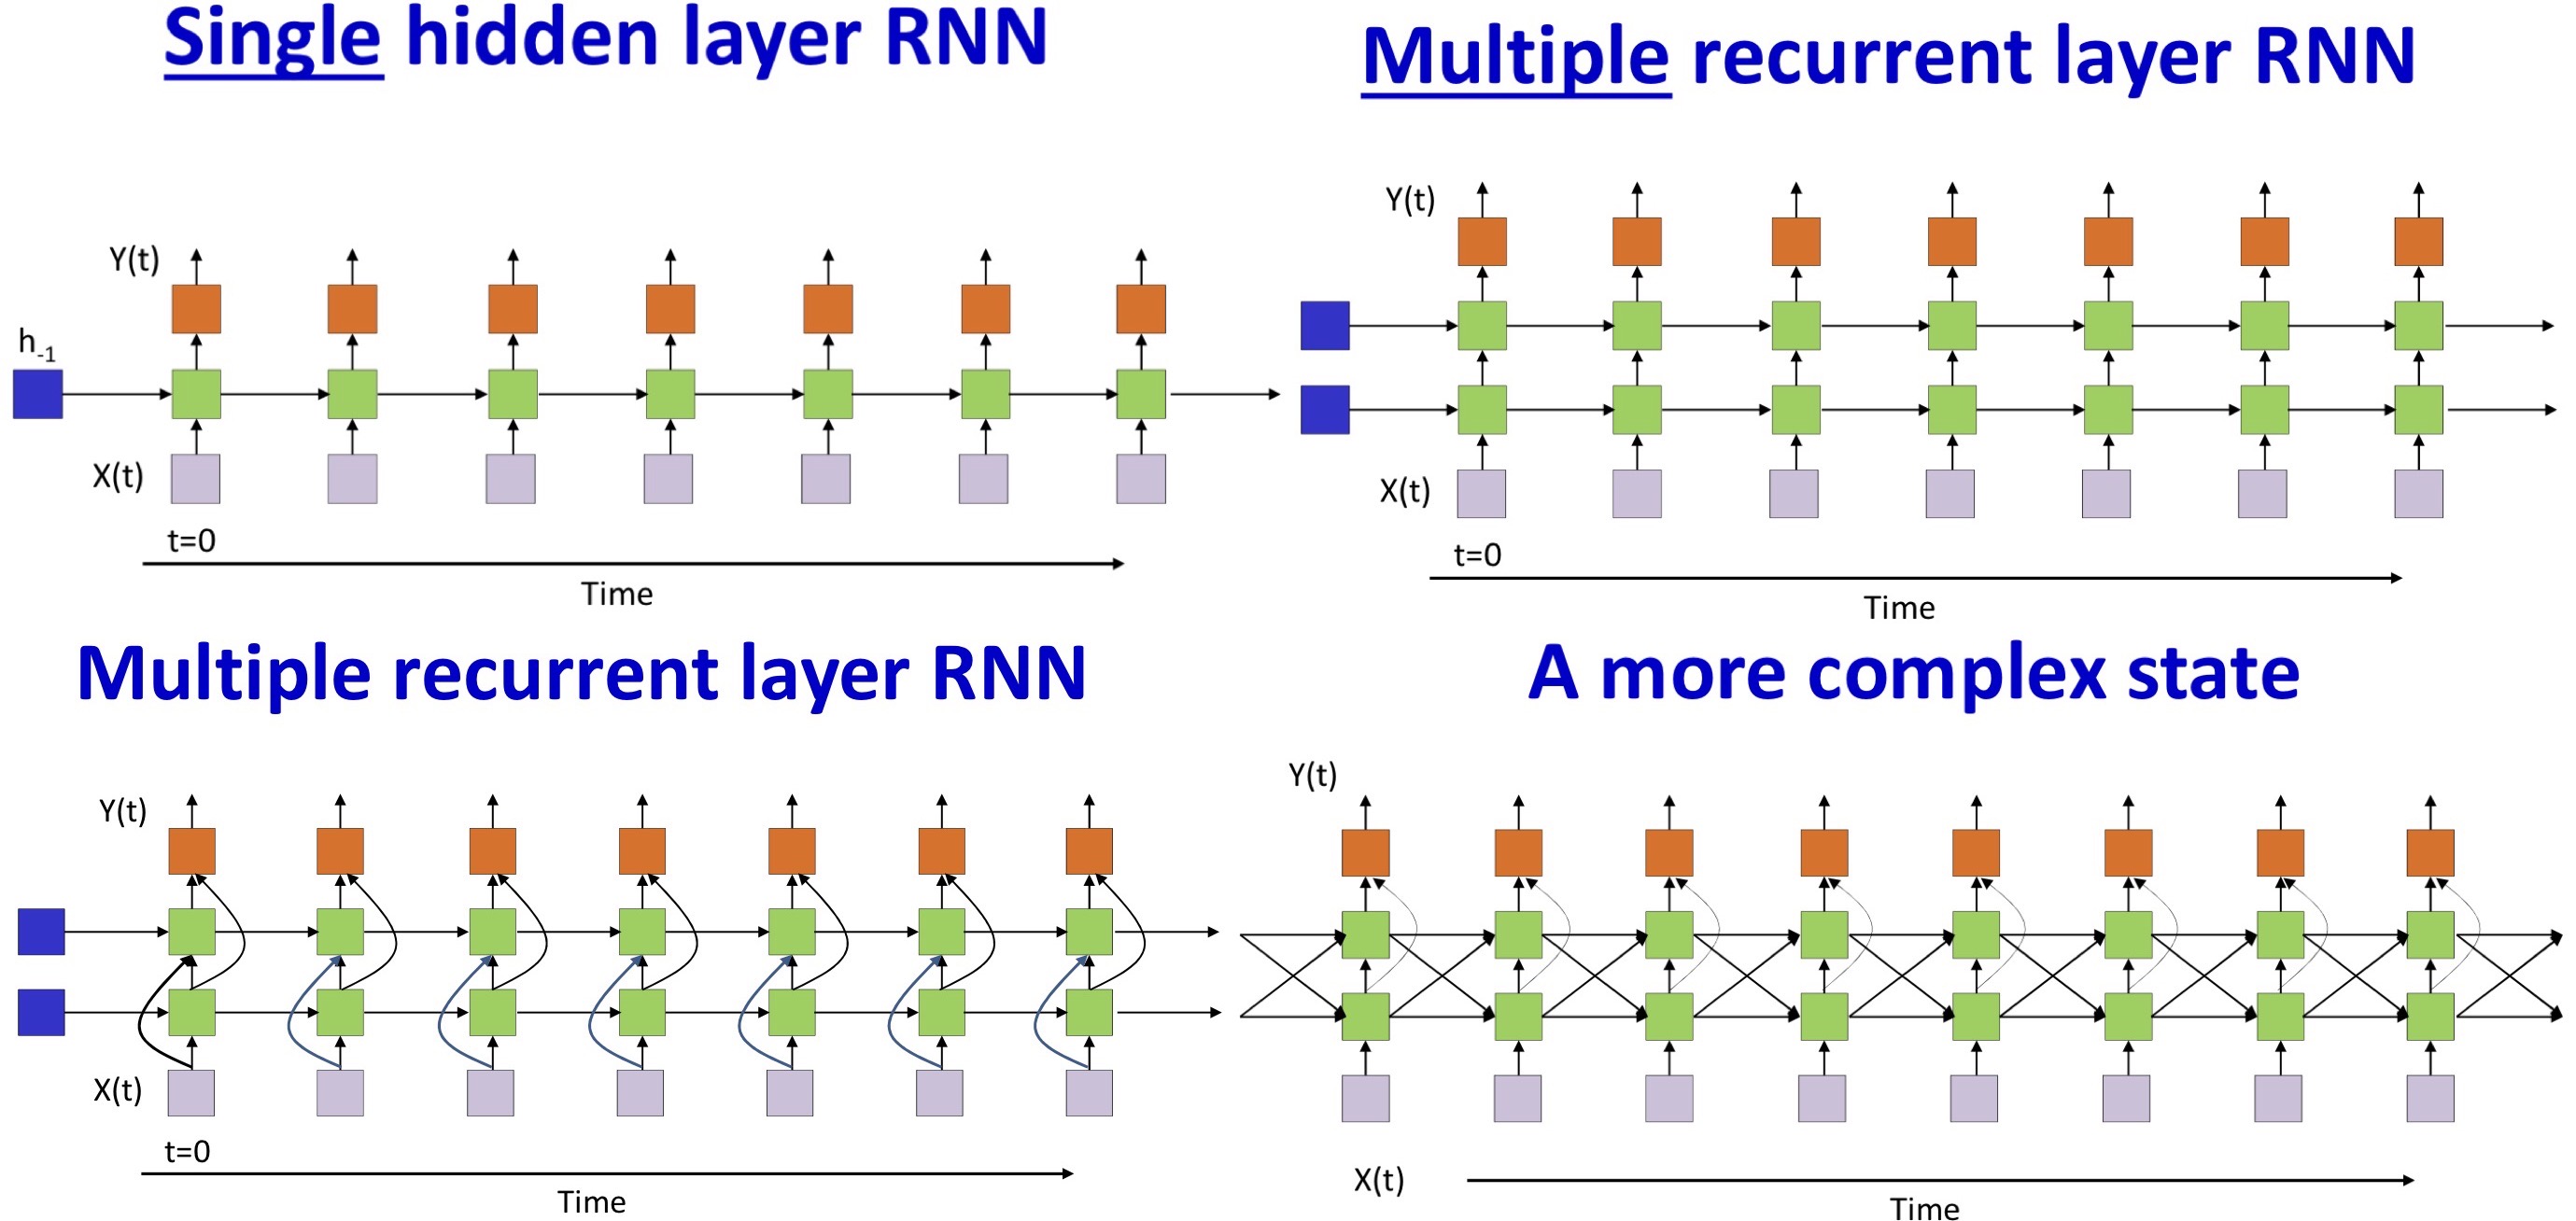 Single hidden layer RNN
Y(t)
h-1
X(t)
t=0
Time
Multiple recurrent layer RNN
Y(t)
X(t)
t=0
Time
Multiple recurrent layer RNN
Y(t)
X(t)
t=0
Time
A more complex state
Y(t)
X(t)
Time